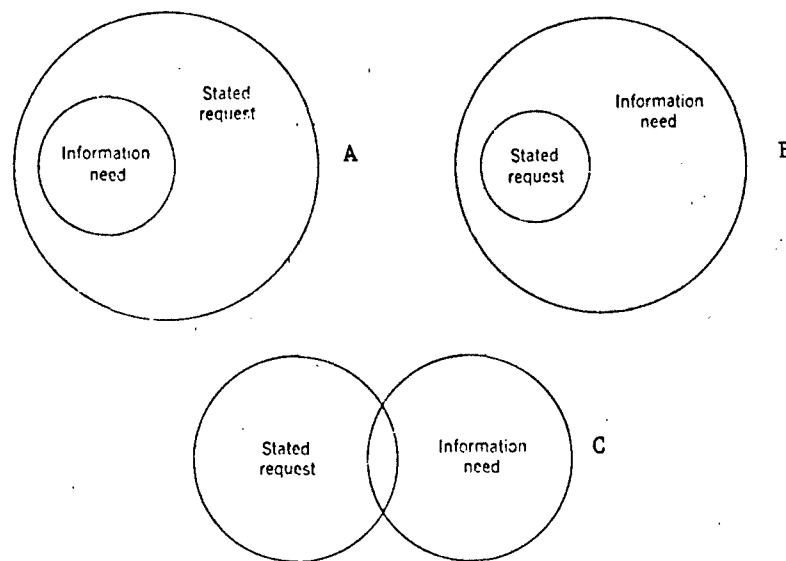 Stated
request
Information
need
A
Information
need
Stated
request
Stated
request
Information
need
C